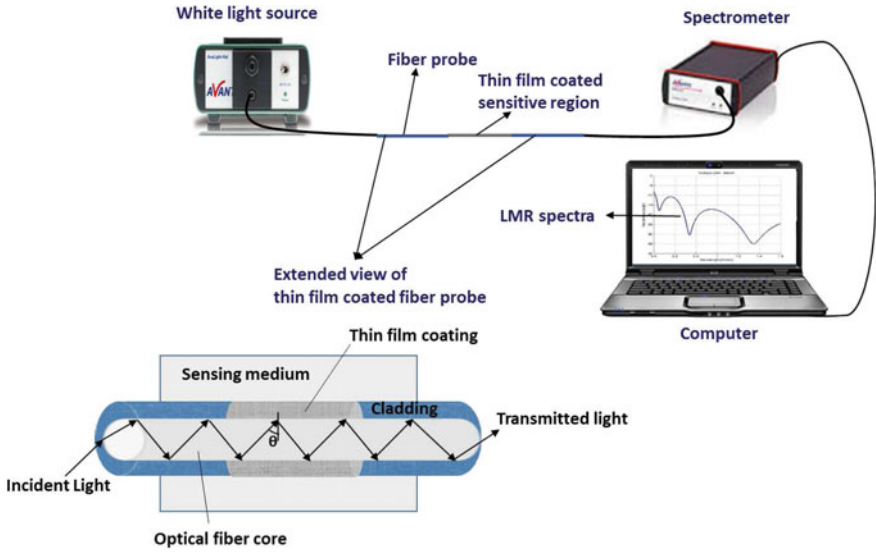 White light source
Spectrometer
AVANT
Fiber probe
Thin film coated
sensitive region
LMR spectra
Extended view of
thin film coated fiber probe
Computer
Thin film coating
Sensing medium
Cladding
Transmitted light
θ
Incident Light
Optical fiber core